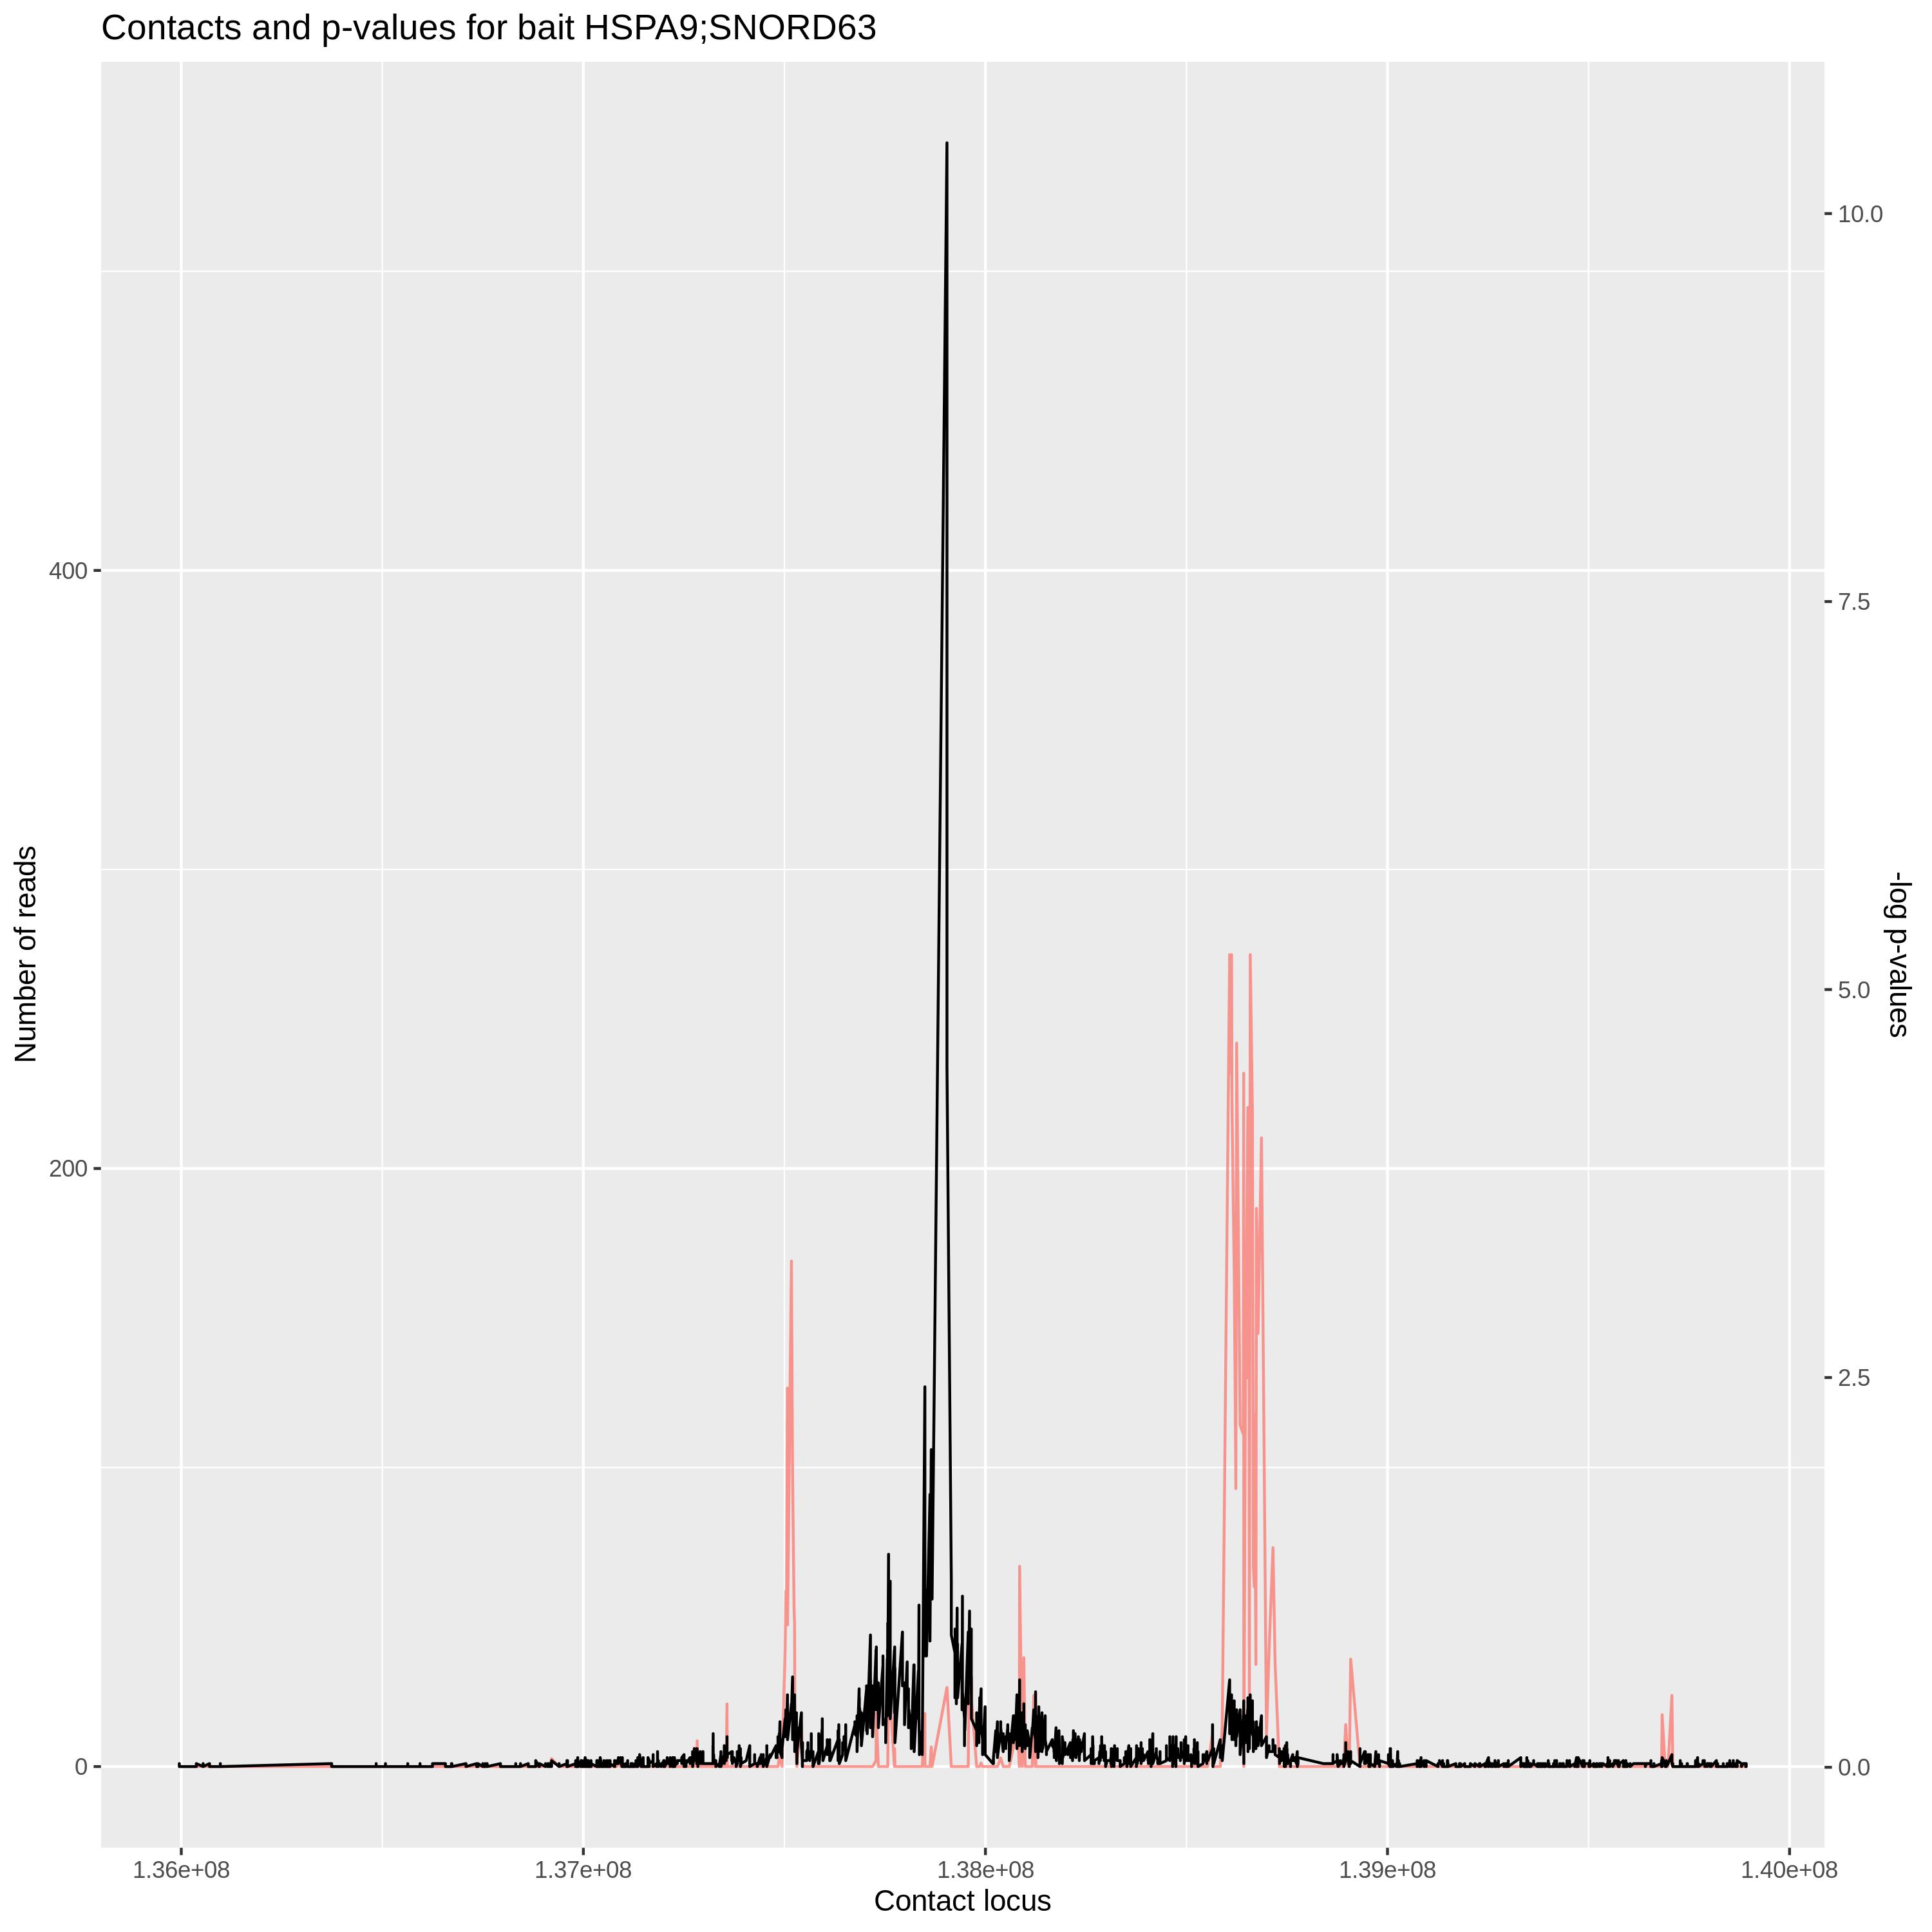 Contacts and p-values for bait HSPA9;SNORD63
Number of reads
400
200
0
10.0
7.5
5.0
2.5
0.0
-log p-values
1.36e+08
1.37e+08
1.38e+08
1.39e+08
1.40e+08
Contact locus